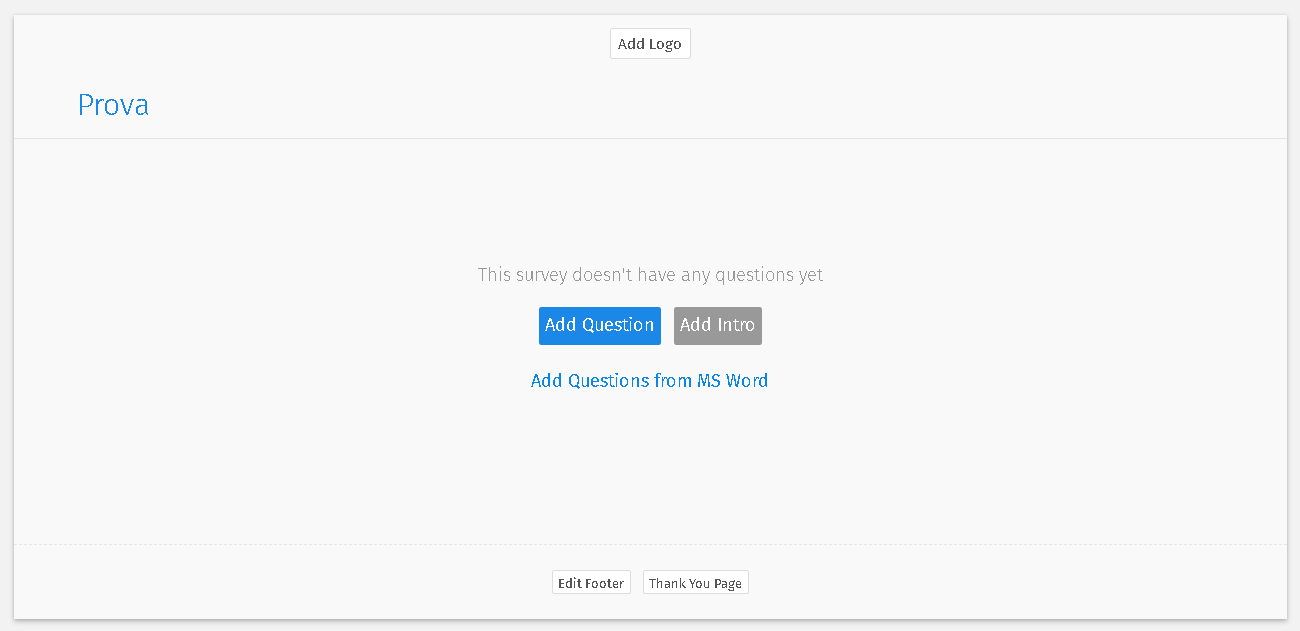 Add Logo
Prova
This survey doesn't have any questions yet
Add Question Add Intro
Add Questions from MS Word
Edit Footer Thank You Page